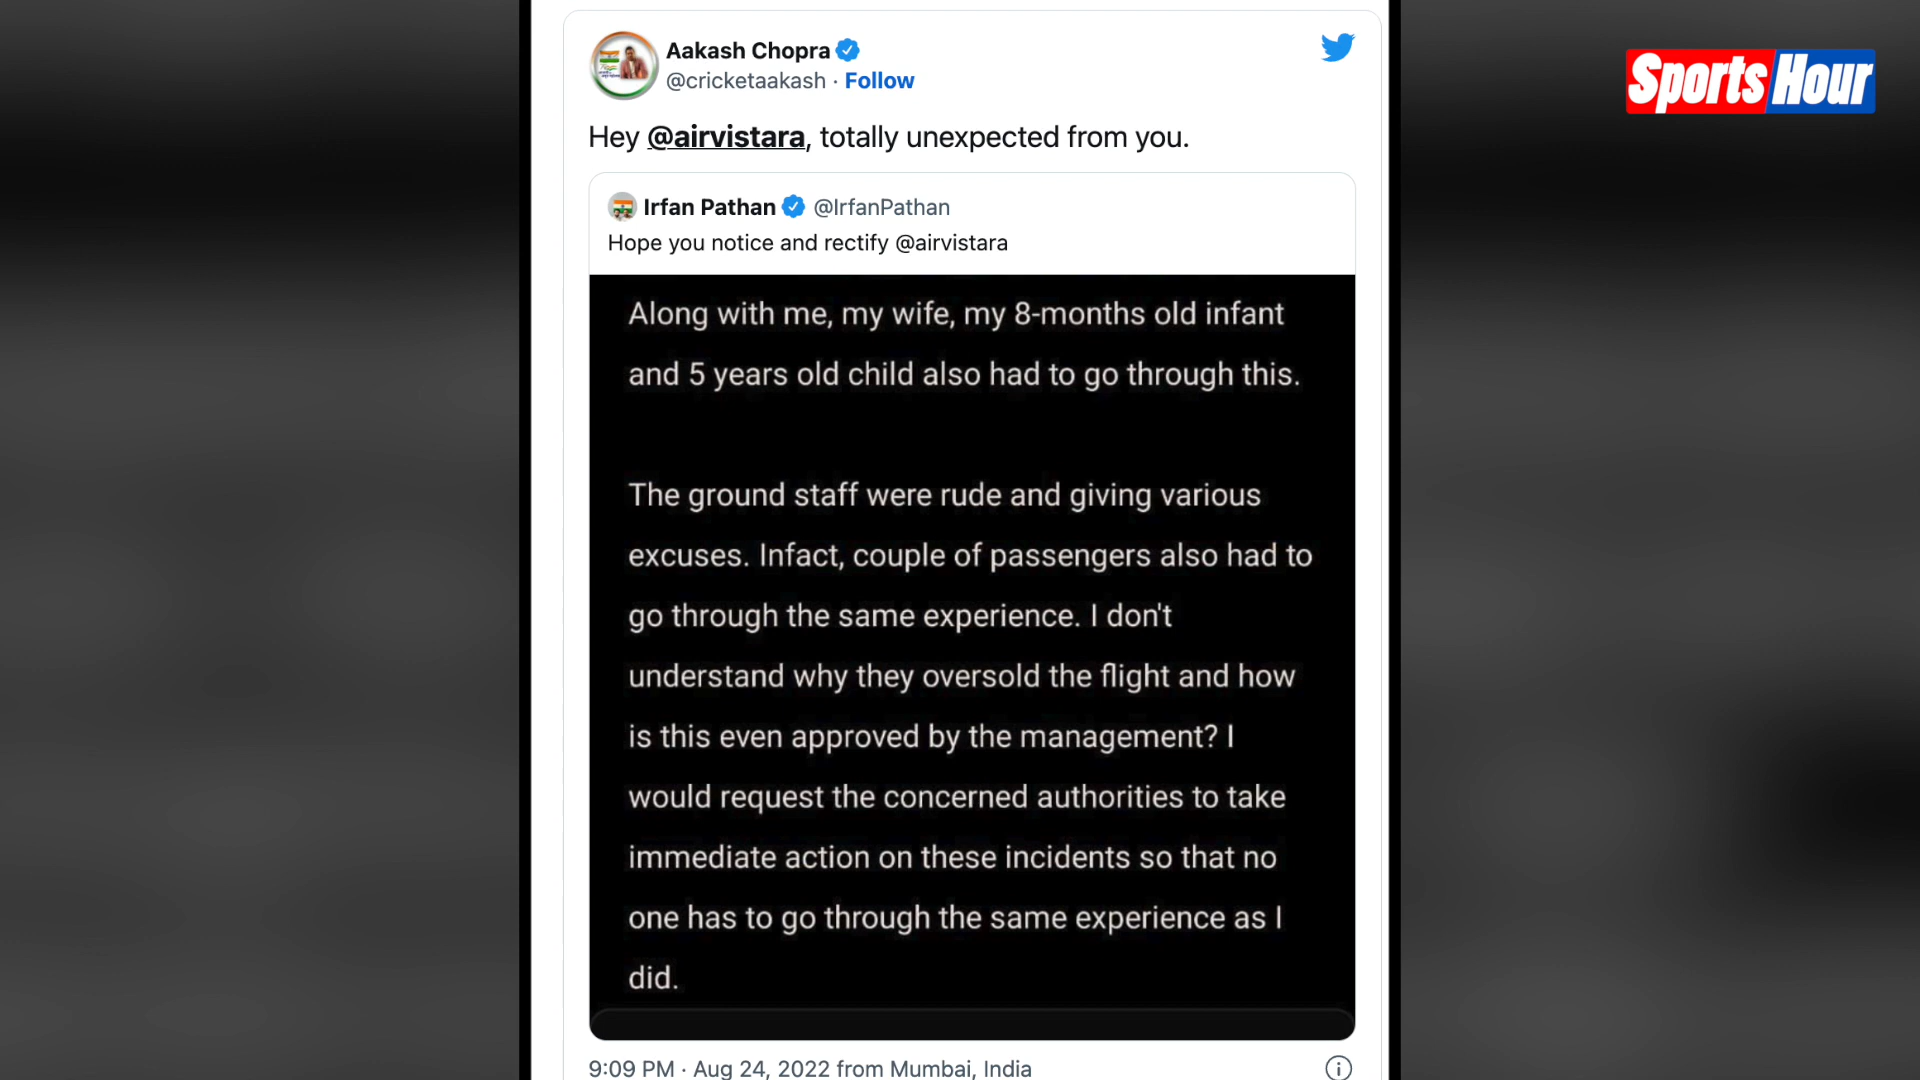 Aakash Chopra
@cricketaakash · Follow
Hey @airvistara, totally unexpected from you.
Irfan Pathan @IrfanPathan
Hope you notice and rectify @airvistara
Along with me, my wife, my 8-months old infant
and 5 years old child also had to go through this.
The ground staff were rude and giving various
excuses. Infact, couple of passengers also had to
go through the same experience. I don't
understand why they oversold the flight and how
is this even approved by the management? I
would request the concerned authorities to take
immediate action on these incidents so that no
one has to go through the same experience as I
did.
9:09 PM · Aug 24, 2022 from Mumbai, India
Sports Hour